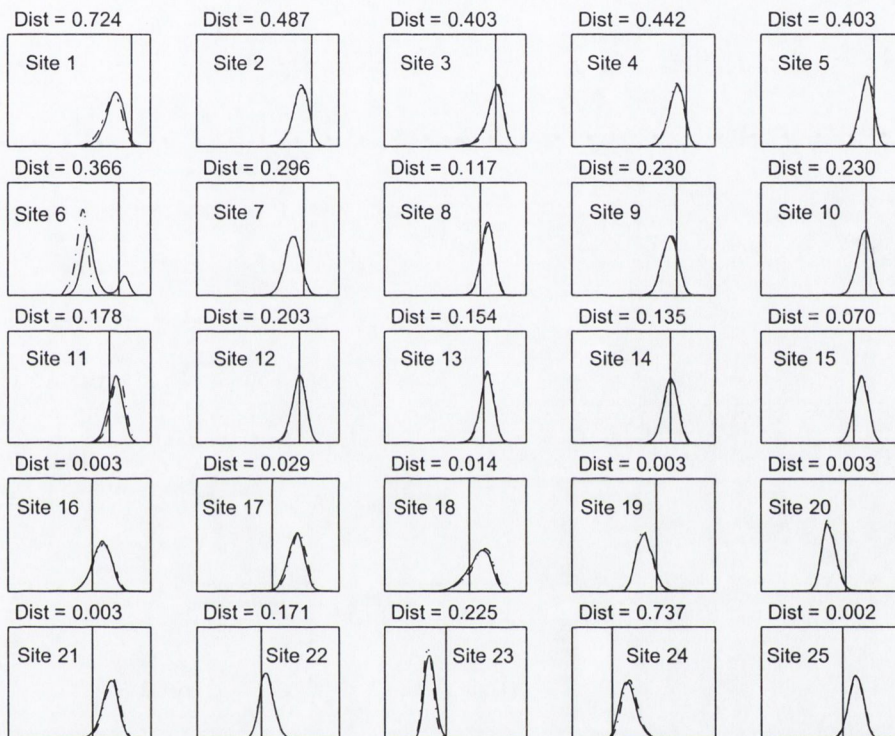 Dist = 0.724 Dist = 0.487 Dist = 0.403 Dist = 0.442 Dist = 0.403
Site 1 Site 2 Site 3 Site 4 Site 5
Dist = 0.366 Dist = 0.296 Dist = 0.117 Dist = 0.230 Dist = 0.230
Site 6 Site 7 Site 8 Site 9 Site 10
Dist = 0.178 Dist = 0.203 Dist = 0.154 Dist = 0.135 Dist = 0.070
Site 11 Site 12 Site 13 Site 14 Site 15
Dist = 0.003 Dist = 0.029 Dist = 0.014 Dist = 0.003 Dist = 0.003
Site 16 Site 17 Site 18 Site 19 Site 20
Dist = 0.003 Dist = 0.171 Dist = 0.225 Dist = 0.737 Dist = 0.002
Site 21 Site 22 Site 23 Site 24 Site 25